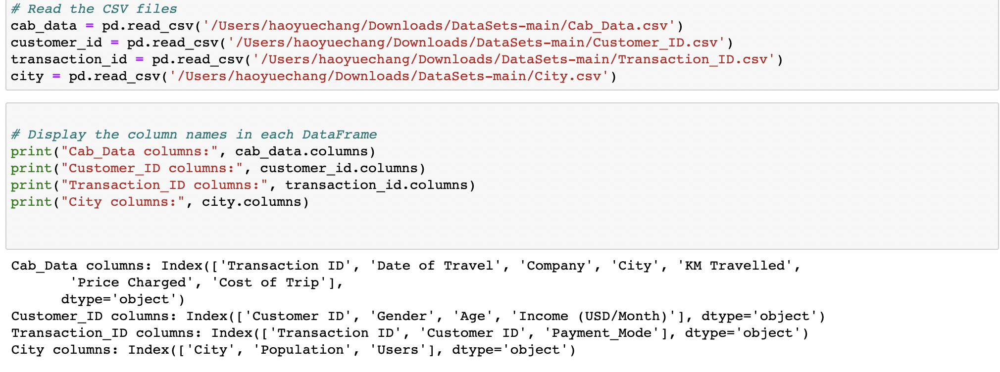 # Read the CSV files
cab_data = pd.read_csv('/Users/haoyuechang/Downloads/DataSets-main/Cab_Data.csv')
customer_id = pd.read_csv('/Users/haoyuechang/Downloads/DataSets-main/Customer_ID.csv')
transaction_id = pd.read_csv('/Users/haoyuechang/Downloads/DataSets-main/Transaction_ID.csv')
city = pd.read_csv('/Users/haoyuechang/Downloads/DataSets-main/City.csv')
# Display the column names in each DataFrame
print("Cab_Data columns:", cab_data.columns)
print("Customer_ID columns:", customer_id.columns)
print("Transaction_ID columns:", transaction_id.columns)
print("City columns:", city.columns)
Cab_Data columns: Index(['Transaction ID', 'Date of Travel', 'Company', 'City', 'KM Travelled',
       'Price Charged', 'Cost of Trip'],
      dtype='object')
Customer_ID columns: Index(['Customer ID', 'Gender', 'Age', 'Income (USD/Month)'], dtype='object')
Transaction_ID columns: Index(['Transaction ID', 'Customer ID', 'Payment_Mode'], dtype='object')
City columns: Index(['City', 'Population', 'Users'], dtype='object')